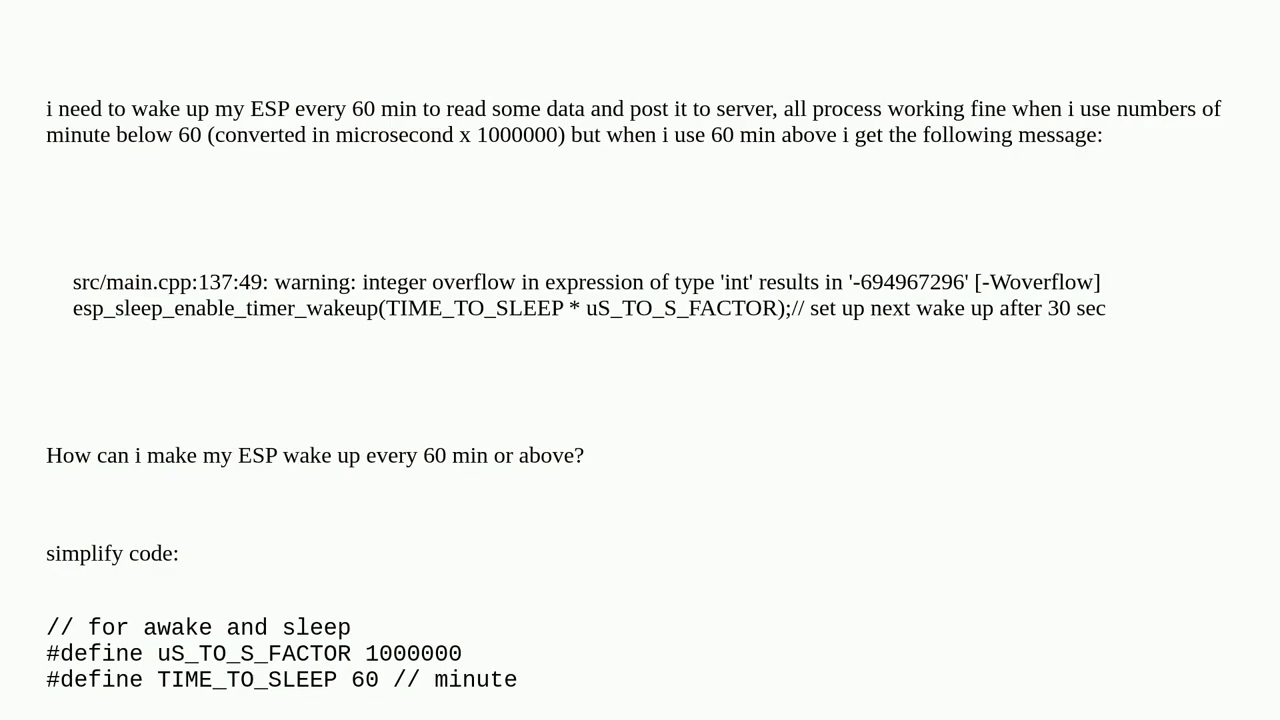 i need to wake up my ESP every 60 min to read some data and post it to server, all process working fine when i use numbers of
minute below 60 (converted in microsecond x 1000000) but when i use 60 min above i get the following message:
src/main.cpp:137:49: warning: integer overflow in expression of type 'int' results in '-694967296' [-Woverflow]
esp_sleep_enable_timer_wakeup(TIME_TO_SLEEP * uS_TO_S_FACTOR);// set up next wake up after 30 sec
How can i make my ESP wake up every 60 min or above?
simplify code:
// for awake and sleep
#define uS_TO_S_FACTOR 1000000
#define TIME_TO_SLEEP 60 // minute